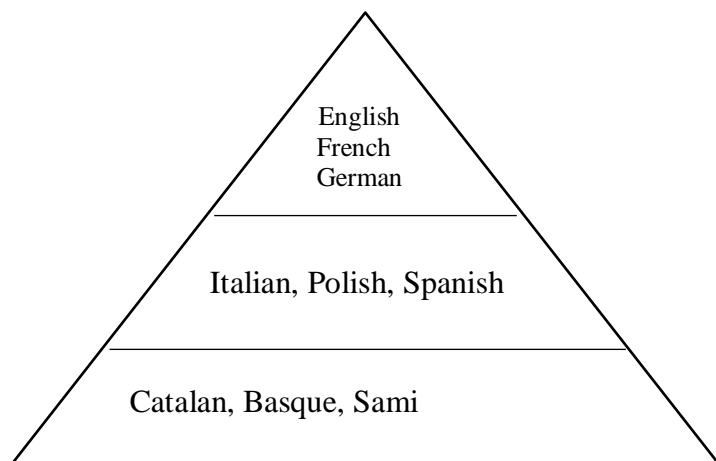 English
French
German
Italian, Polish, Spanish
Catalan, Basque, Sami